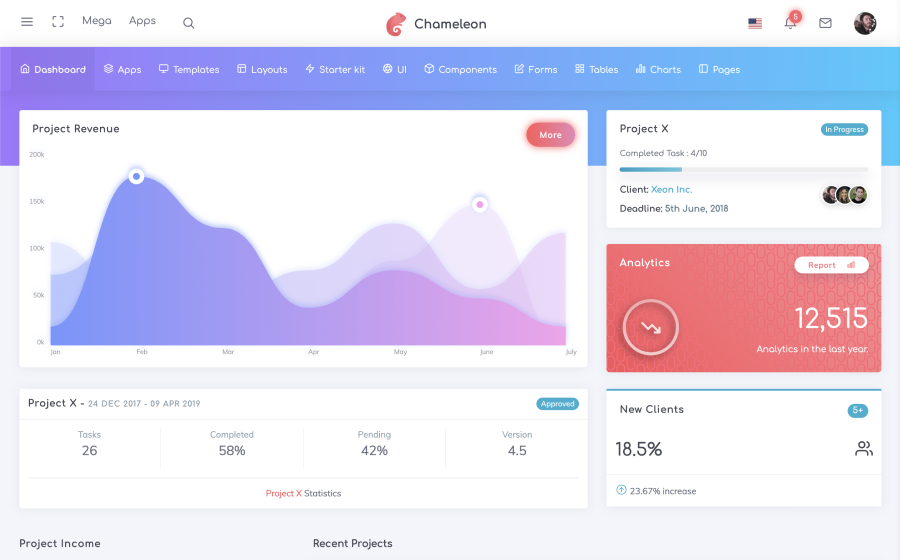 Mega Apps
Chameleon
5
Dashboard Apps Templates Layouts Starter kit UI Components Forms Tables Charts Pages
Project Revenue
More
200k
150k
100k
50k
0k
Jan Feb Mar Apr May June July
Project X
In Progress
Completed Task : 4/10
Client: Xeon Inc.
Deadline: 5th June, 2018
Analytics
Report
12,515
Analytics in the last year.
Project X - 24 DEC 2017 - 09 APR 2019
Approved
Tasks Completed Pending Version
26 58% 42% 4.5
Project X Statistics
New Clients
5+
18.5%
23.67% increase
Project Income
Recent Projects